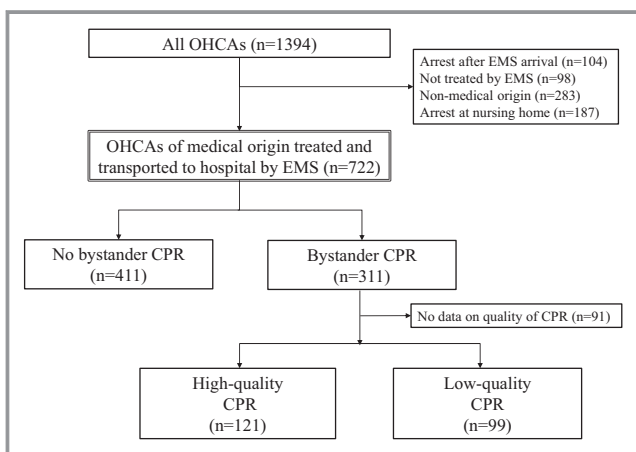 All OHCAs (n=1394)
Arrest after EMS arrival (n=104)
Not treated by EMS (n=98)
Non-medical origin (n=283)
Arrest at nursing home (n=187)
OHCAs of medical origin treated and
transported to hospital by EMS (n=722)
No bystander CPR
(n=411)
Bystander CPR
(n=311)
No data on quality of CPR (n=91)
High-quality
CPR
(n=121)
Low-quality
CPR
(n=99)